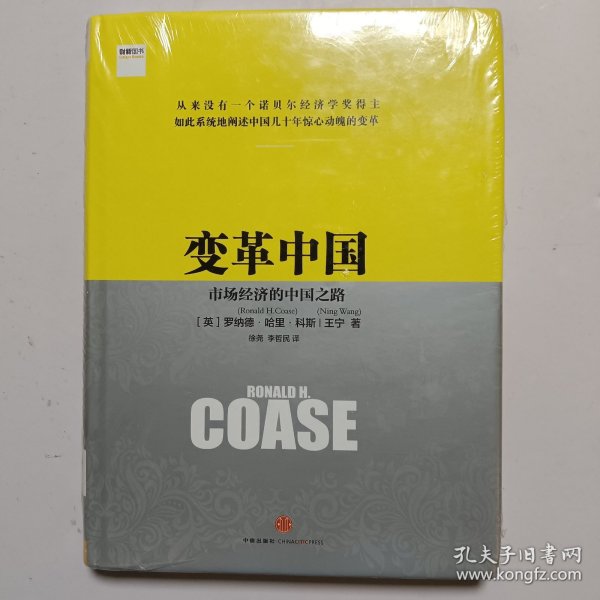 财新图书
从来没有一个诺贝尔经济学奖得主
如此系统地阐述中国几十年惊心动魄的变革
变革中国
市场经济的中国之路
(Ronald H.Coase) (Ning Wang)
[英]罗纳德·哈里·科斯|王宁 著
徐尧 李哲民 译
RONALD H.
COASE
中信出版社 CHINA CITIC PRESS
孔夫子旧书网
www.kongfz.com